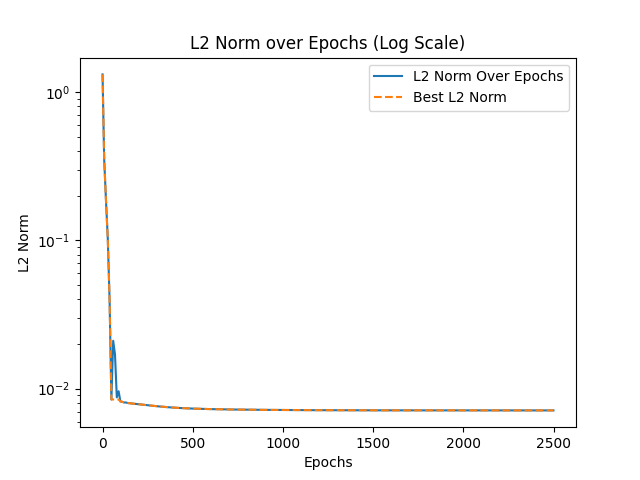 L2 Norm over Epochs (Log Scale)
L2 Norm Over Epochs
Best L2 Norm
10⁰
10⁻¹
10⁻²
L2 Norm
0 500 1000 1500 2000 2500
Epochs